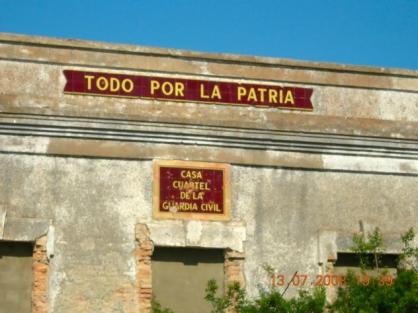 TODO POR LA PATRIA
CASA
CUARTEL
DE LA
GUARDIA CIVIL